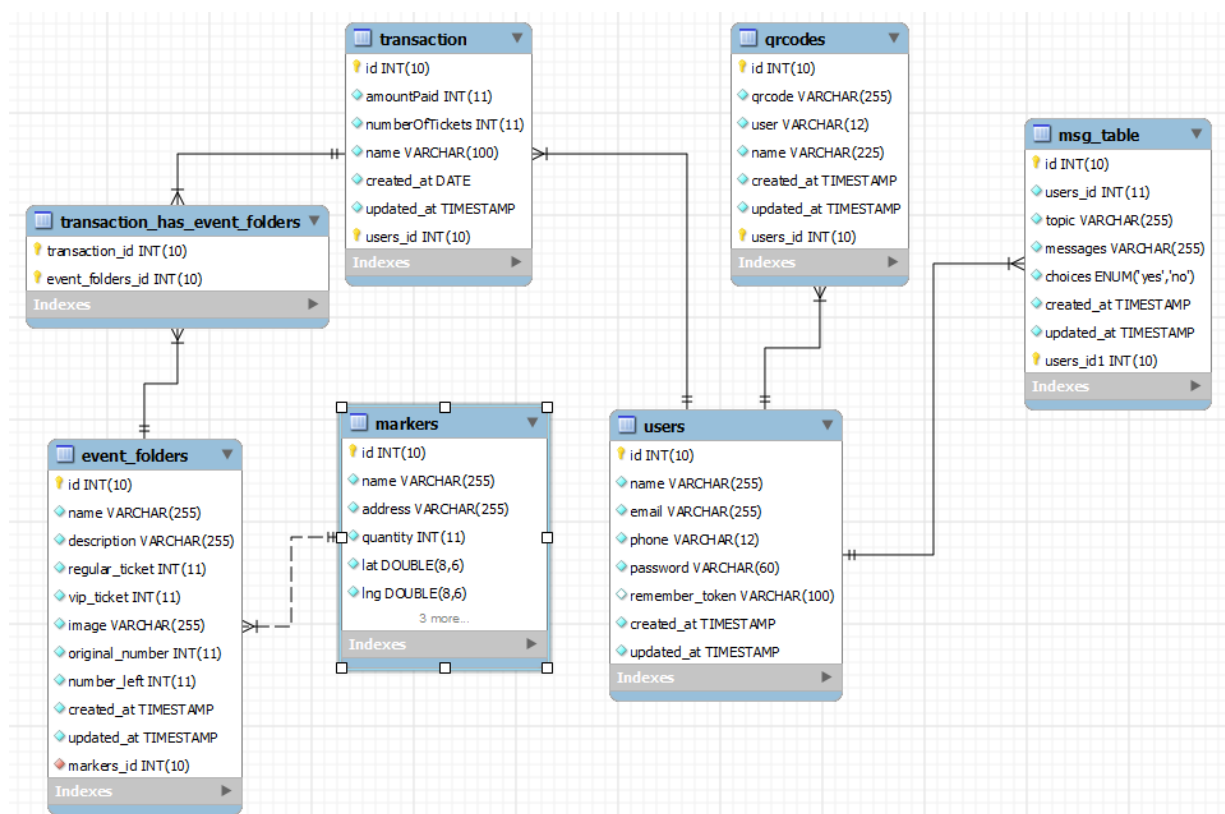 transaction
id INT(10)
amountPaid INT(11)
numberOfTickets INT(11)
name VARCHAR(100)
created_at DATE
updated_at TIMESTAMP
users_id INT(10)
Indexes
qrcodes
id INT(10)
qrcode VARCHAR(255)
user VARCHAR(12)
name VARCHAR(225)
created_at TIMESTAMP
updated_at TIMESTAMP
users_id INT(10)
Indexes
msg_table
id INT(10)
users_id INT(11)
topic VARCHAR(255)
messages VARCHAR(255)
choices ENUM('yes','no')
created_at TIMESTAMP
updated_at TIMESTAMP
users_id1 INT(10)
Indexes
transaction_has_event_folders
transaction_id INT(10)
event_folders_id INT(10)
Indexes
event_folders
id INT(10)
name VARCHAR(255)
description VARCHAR(255)
regular_ticket INT(11)
vip_ticket INT(11)
image VARCHAR(255)
original_number INT(11)
number_left INT(11)
created_at TIMESTAMP
updated_at TIMESTAMP
markers_id INT(10)
Indexes
markers
id INT(10)
name VARCHAR(255)
address VARCHAR(255)
quantity INT(11)
lat DOUBLE(8,6)
lng DOUBLE(8,6)
3 more...
Indexes
users
id INT(10)
name VARCHAR(255)
email VARCHAR(255)
phone VARCHAR(12)
password VARCHAR(60)
remember_token VARCHAR(100)
created_at TIMESTAMP
updated_at TIMESTAMP
Indexes